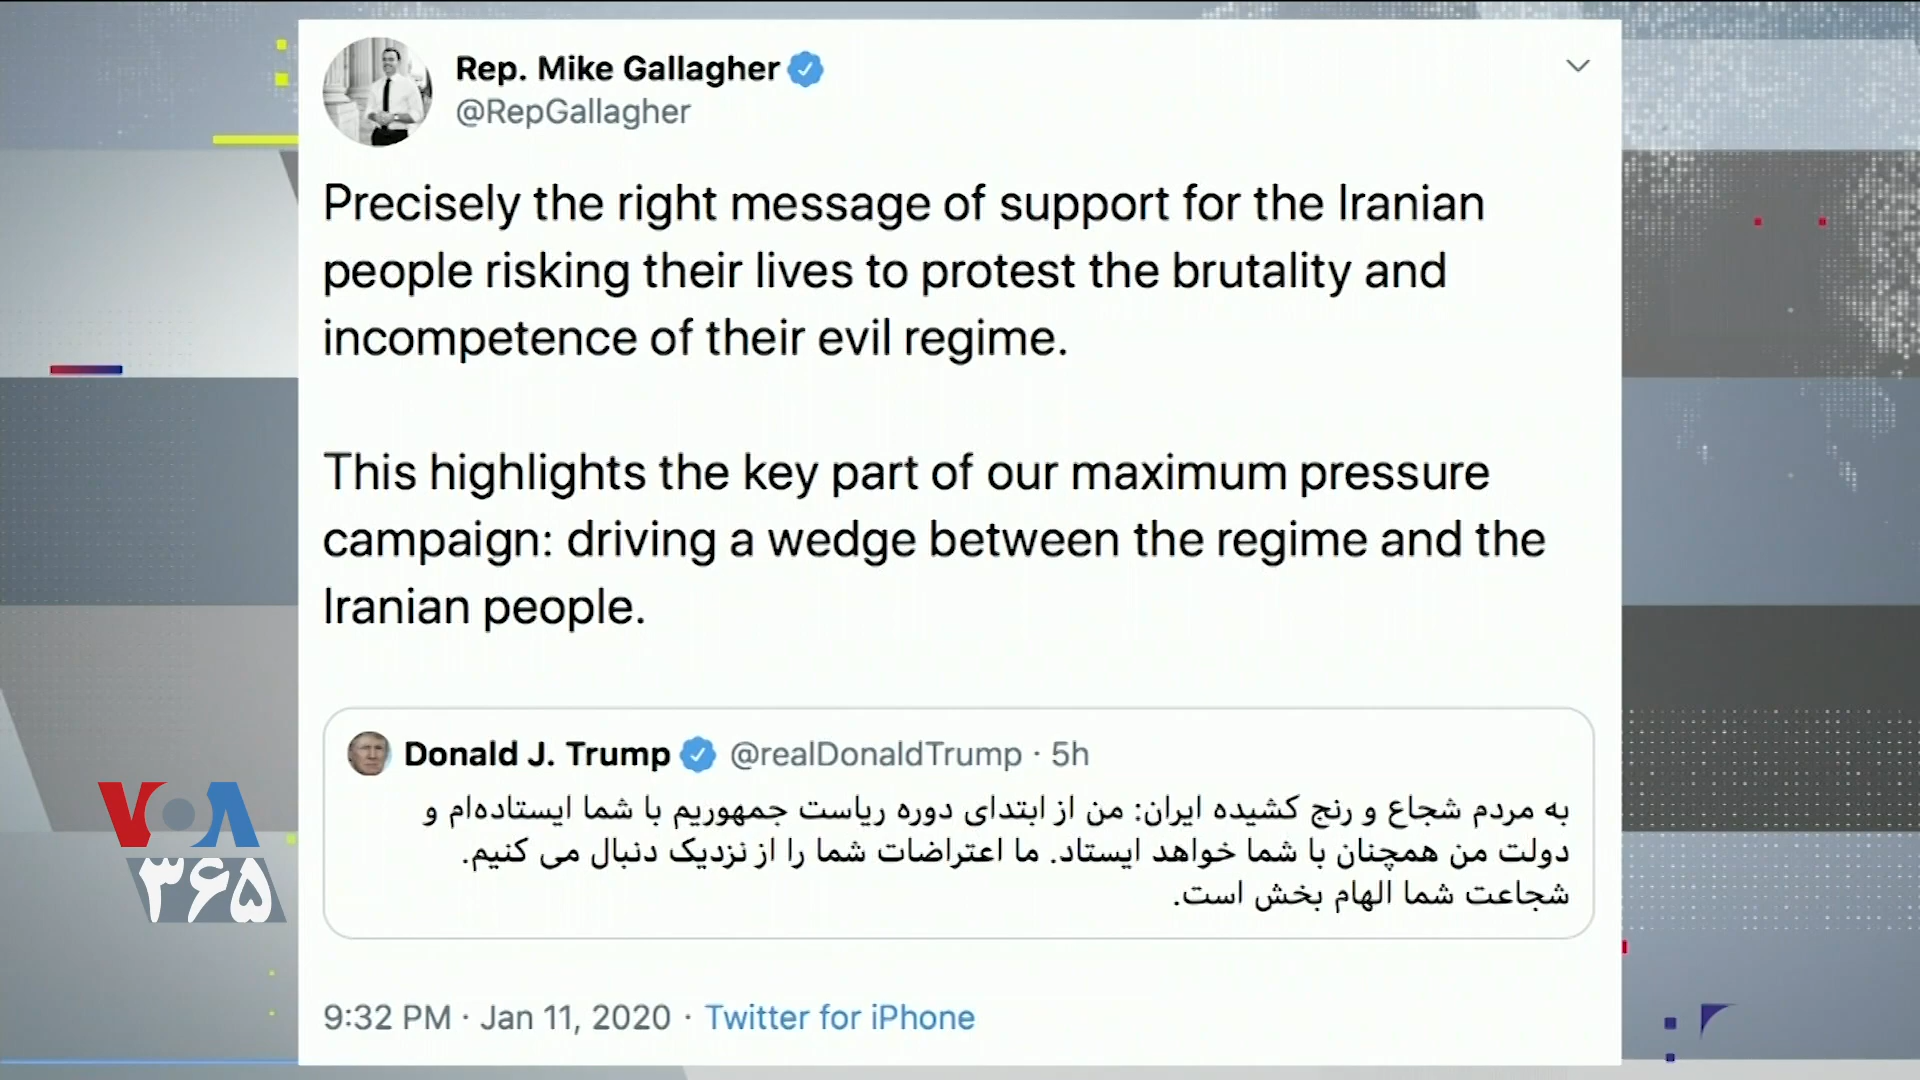 Rep. Mike Gallagher
@RepGallagher
Precisely the right message of support for the Iranian
people risking their lives to protest the brutality and
incompetence of their evil regime.
This highlights the key part of our maximum pressure
campaign: driving a wedge between the regime and the
Iranian people.
Donald J. Trump @realDonaldTrump · 5h
به مردم شجاع و رنج کشیده ایران: من از ابتدای دوره ریاست جمهوریم با شما ایستاده‌ام و
دولت من همچنان با شما خواهد ایستاد. ما اعتراضات شما را از نزدیک دنبال می کنیم.
شجاعت شما الهام بخش است.
9:32 PM · Jan 11, 2020 · Twitter for iPhone
VOA
۳۶۵